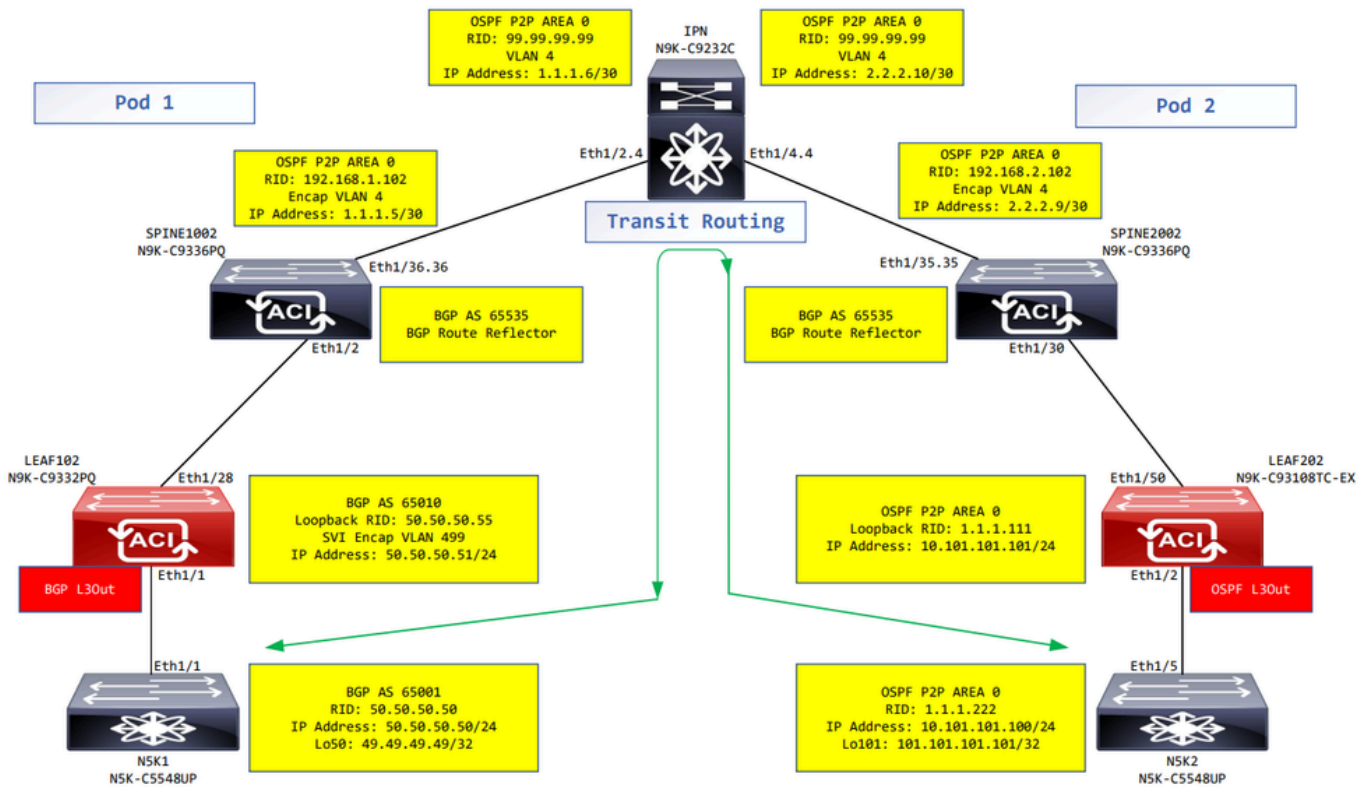 OSPF P2P AREA 0
RID: 99.99.99.99
VLAN 4
IP Address: 1.1.1.6/30
IPN
N9K-C9232C
OSPF P2P AREA 0
RID: 99.99.99.99
VLAN 4
IP Address: 2.2.2.10/30
Pod 1
Pod 2
Eth1/2.4
Eth1/4.4
OSPF P2P AREA 0
RID: 192.168.1.102
Encap VLAN 4
IP Address: 1.1.1.5/30
OSPF P2P AREA 0
RID: 192.168.2.102
Encap VLAN 4
IP Address: 2.2.2.9/30
Transit Routing
SPINE1002
N9K-C9336PQ
SPINE2002
N9K-C9336PQ
Eth1/36.36
Eth1/35.35
ACI
ACI
BGP AS 65535
BGP Route Reflector
BGP AS 65535
BGP Route Reflector
Eth1/2
Eth1/30
LEAF102
N9K-C9332PQ
Eth1/28
Eth1/50
LEAF202
N9K-C93108TC-EX
ACI
BGP AS 65010
Loopback RID: 50.50.50.55
SVI Encap VLAN 499
IP Address: 50.50.50.51/24
OSPF P2P AREA 0
Loopback RID: 1.1.1.111
IP Address: 10.101.101.101/24
ACI
Eth1/1
BGP L3Out
Eth1/2
OSPF L3Out
Eth1/1
Eth1/5
BGP AS 65001
RID: 50.50.50.50
IP Address: 50.50.50.50/24
Lo50: 49.49.49.49/32
OSPF P2P AREA 0
RID: 1.1.1.222
IP Address: 10.101.101.100/24
Lo101: 101.101.101.101/32
N5K1
N5K-C5548UP
N5K2
N5K-C5548UP